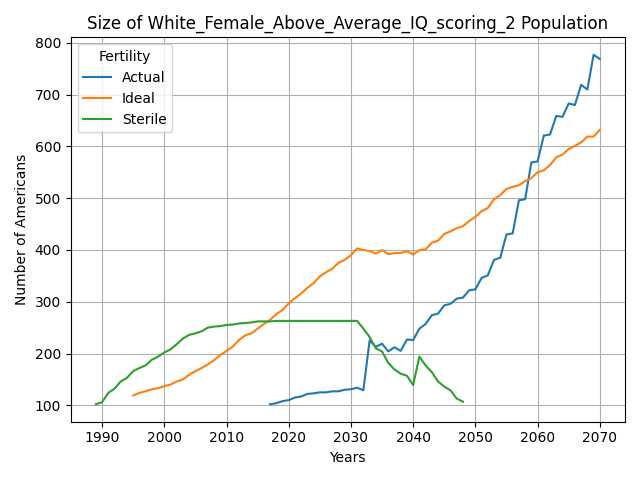 Size of White_Female_Above_Average_IQ_scoring_2 Population
Fertility
Actual
Ideal
Sterile
Number of Americans
800
700
600
500
400
300
200
100
1990 2000 2010 2020 2030 2040 2050 2060 2070
Years